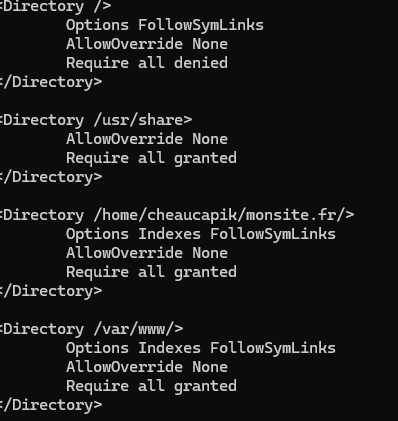 <Directory />
Options FollowSymLinks
AllowOverride None
Require all denied
</Directory>
<Directory /usr/share>
AllowOverride None
Require all granted
</Directory>
<Directory /home/cheaucapik/monsite.fr/>
Options Indexes FollowSymLinks
AllowOverride None
Require all granted
</Directory>
<Directory /var/www/>
Options Indexes FollowSymLinks
AllowOverride None
Require all granted
</Directory>